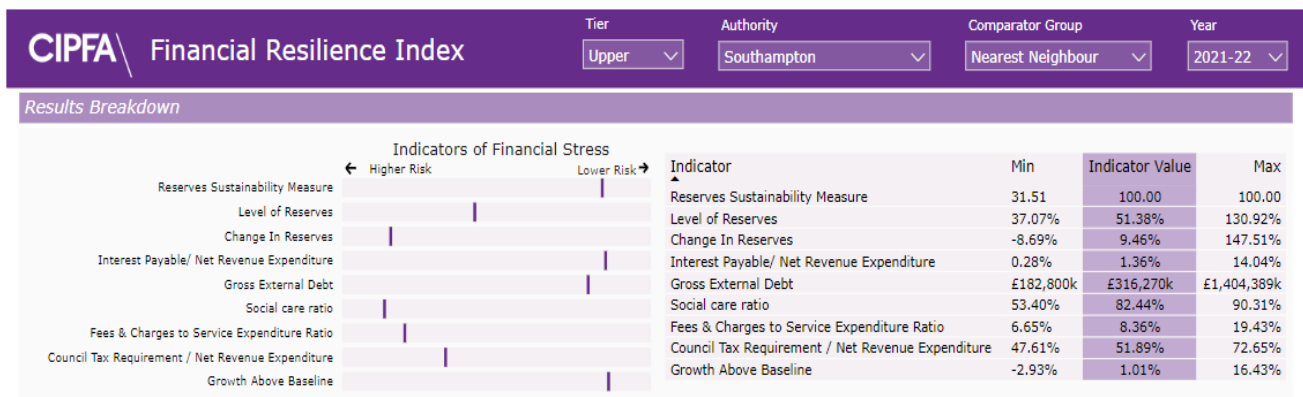 CIPFA\ Financial Resilience Index
Tier Authority Comparator Group Year
Upper Southampton Nearest Neighbour 2021-22
Results Breakdown
Indicators of Financial Stress
← Higher Risk Lower Risk →
Reserves Sustainability Measure
Level of Reserves
Change In Reserves
Interest Payable/ Net Revenue Expenditure
Gross External Debt
Social care ratio
Fees & Charges to Service Expenditure Ratio
Council Tax Requirement / Net Revenue Expenditure
Growth Above Baseline
Indicator Min Indicator Value Max
Reserves Sustainability Measure 31.51 100.00 100.00
Level of Reserves 37.07% 51.38% 130.92%
Change In Reserves -8.69% 9.46% 147.51%
Interest Payable/ Net Revenue Expenditure 0.28% 1.36% 14.04%
Gross External Debt £182,800k £316,270k £1,404,389k
Social care ratio 53.40% 82.44% 90.31%
Fees & Charges to Service Expenditure Ratio 6.65% 8.36% 19.43%
Council Tax Requirement / Net Revenue Expenditure 47.61% 51.89% 72.65%
Growth Above Baseline -2.93% 1.01% 16.43%